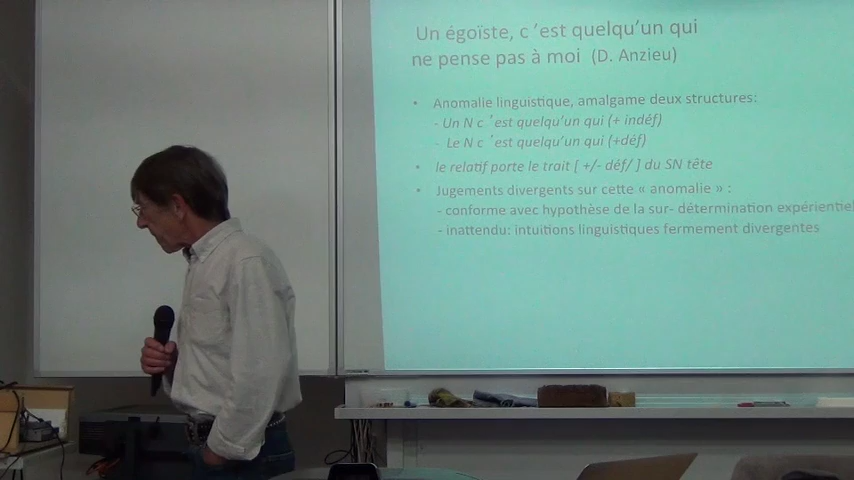 Un égoïste, c ’est quelqu’un qui
ne pense pas à moi (D. Anzieu)
• Anomalie linguistique, amalgame deux structures:
- Un N c ’est quelqu’un qui (+ indéf)
- Le N c ’est quelqu’un qui (+déf)
• le relatif porte le trait [ +/- déf/ ] du SN tête
• Jugements divergents sur cette « anomalie » :
- conforme avec hypothèse de la sur- détermination expérientiel
- inattendu: intuitions linguistiques fermement divergentes